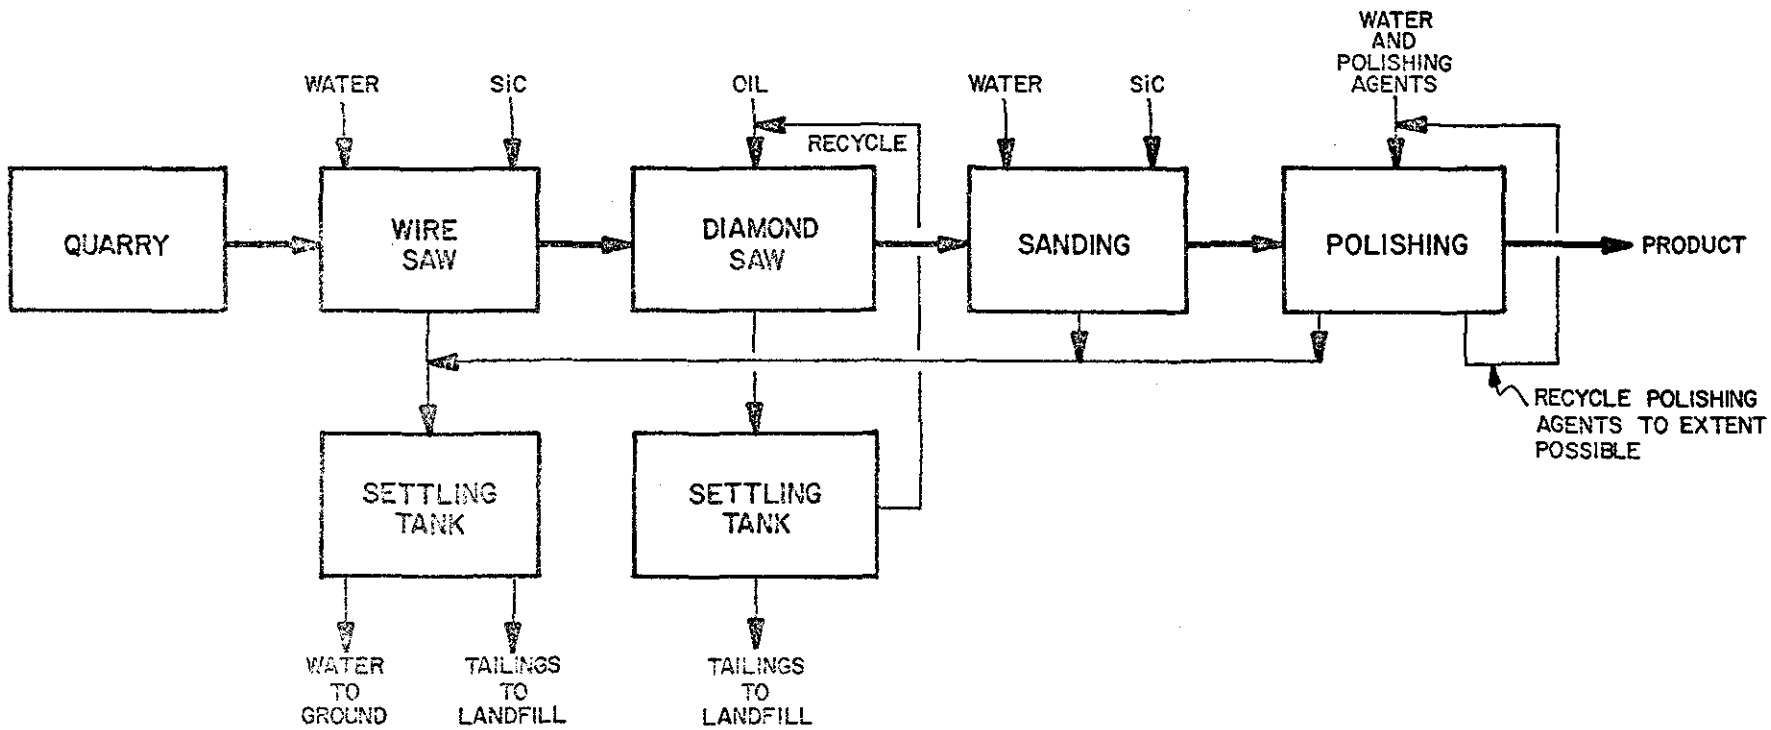 WATER
AND
POLISHING
AGENTS
WATER
SiC
OIL
WATER
SiC
RECYCLE
QUARRY
WIRE
SAW
DIAMOND
SAW
SANDING
POLISHING
PRODUCT
RECYCLE POLISHING
AGENTS TO EXTENT
POSSIBLE
SETTLING
TANK
SETTLING
TANK
WATER
TO
GROUND
TAILINGS
TO
LANDFILL
TAILINGS
TO
LANDFILL